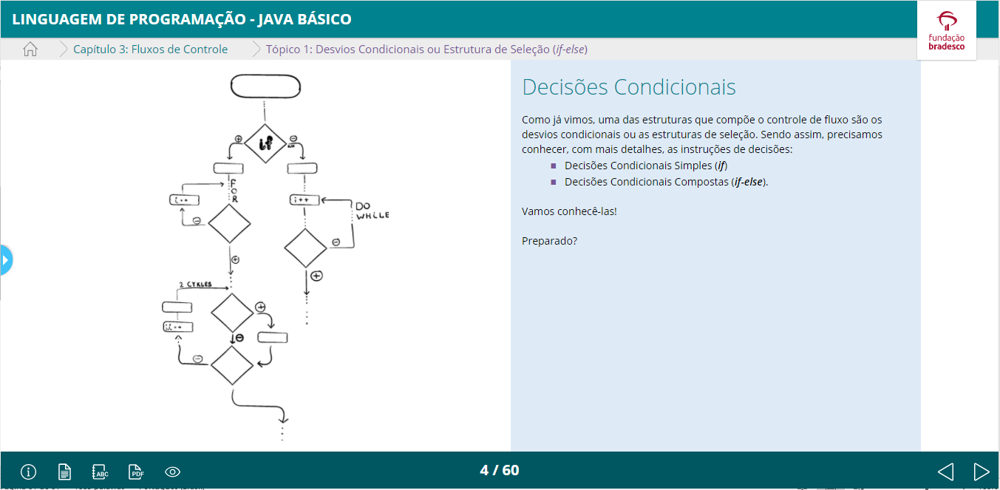 LINGUAGEM DE PROGRAMAÇÃO - JAVA BÁSICO
fundação
bradesco
Capítulo 3: Fluxos de Controle
Tópico 1: Desvios Condicionais ou Estrutura de Seleção (if-else)
if
FOR
i++
i++
DO
WHILE
2 CYKLES
Decisões Condicionais
Como já vimos, uma das estruturas que compõe o controle de fluxo são os
desvios condicionais ou as estruturas de seleção. Sendo assim, precisamos
conhecer, com mais detalhes, as instruções de decisões:
Decisões Condicionais Simples (if)
Decisões Condicionais Compostas (if-else).
Vamos conhecê-las!
Preparado?
ABC
PDF
4 / 60